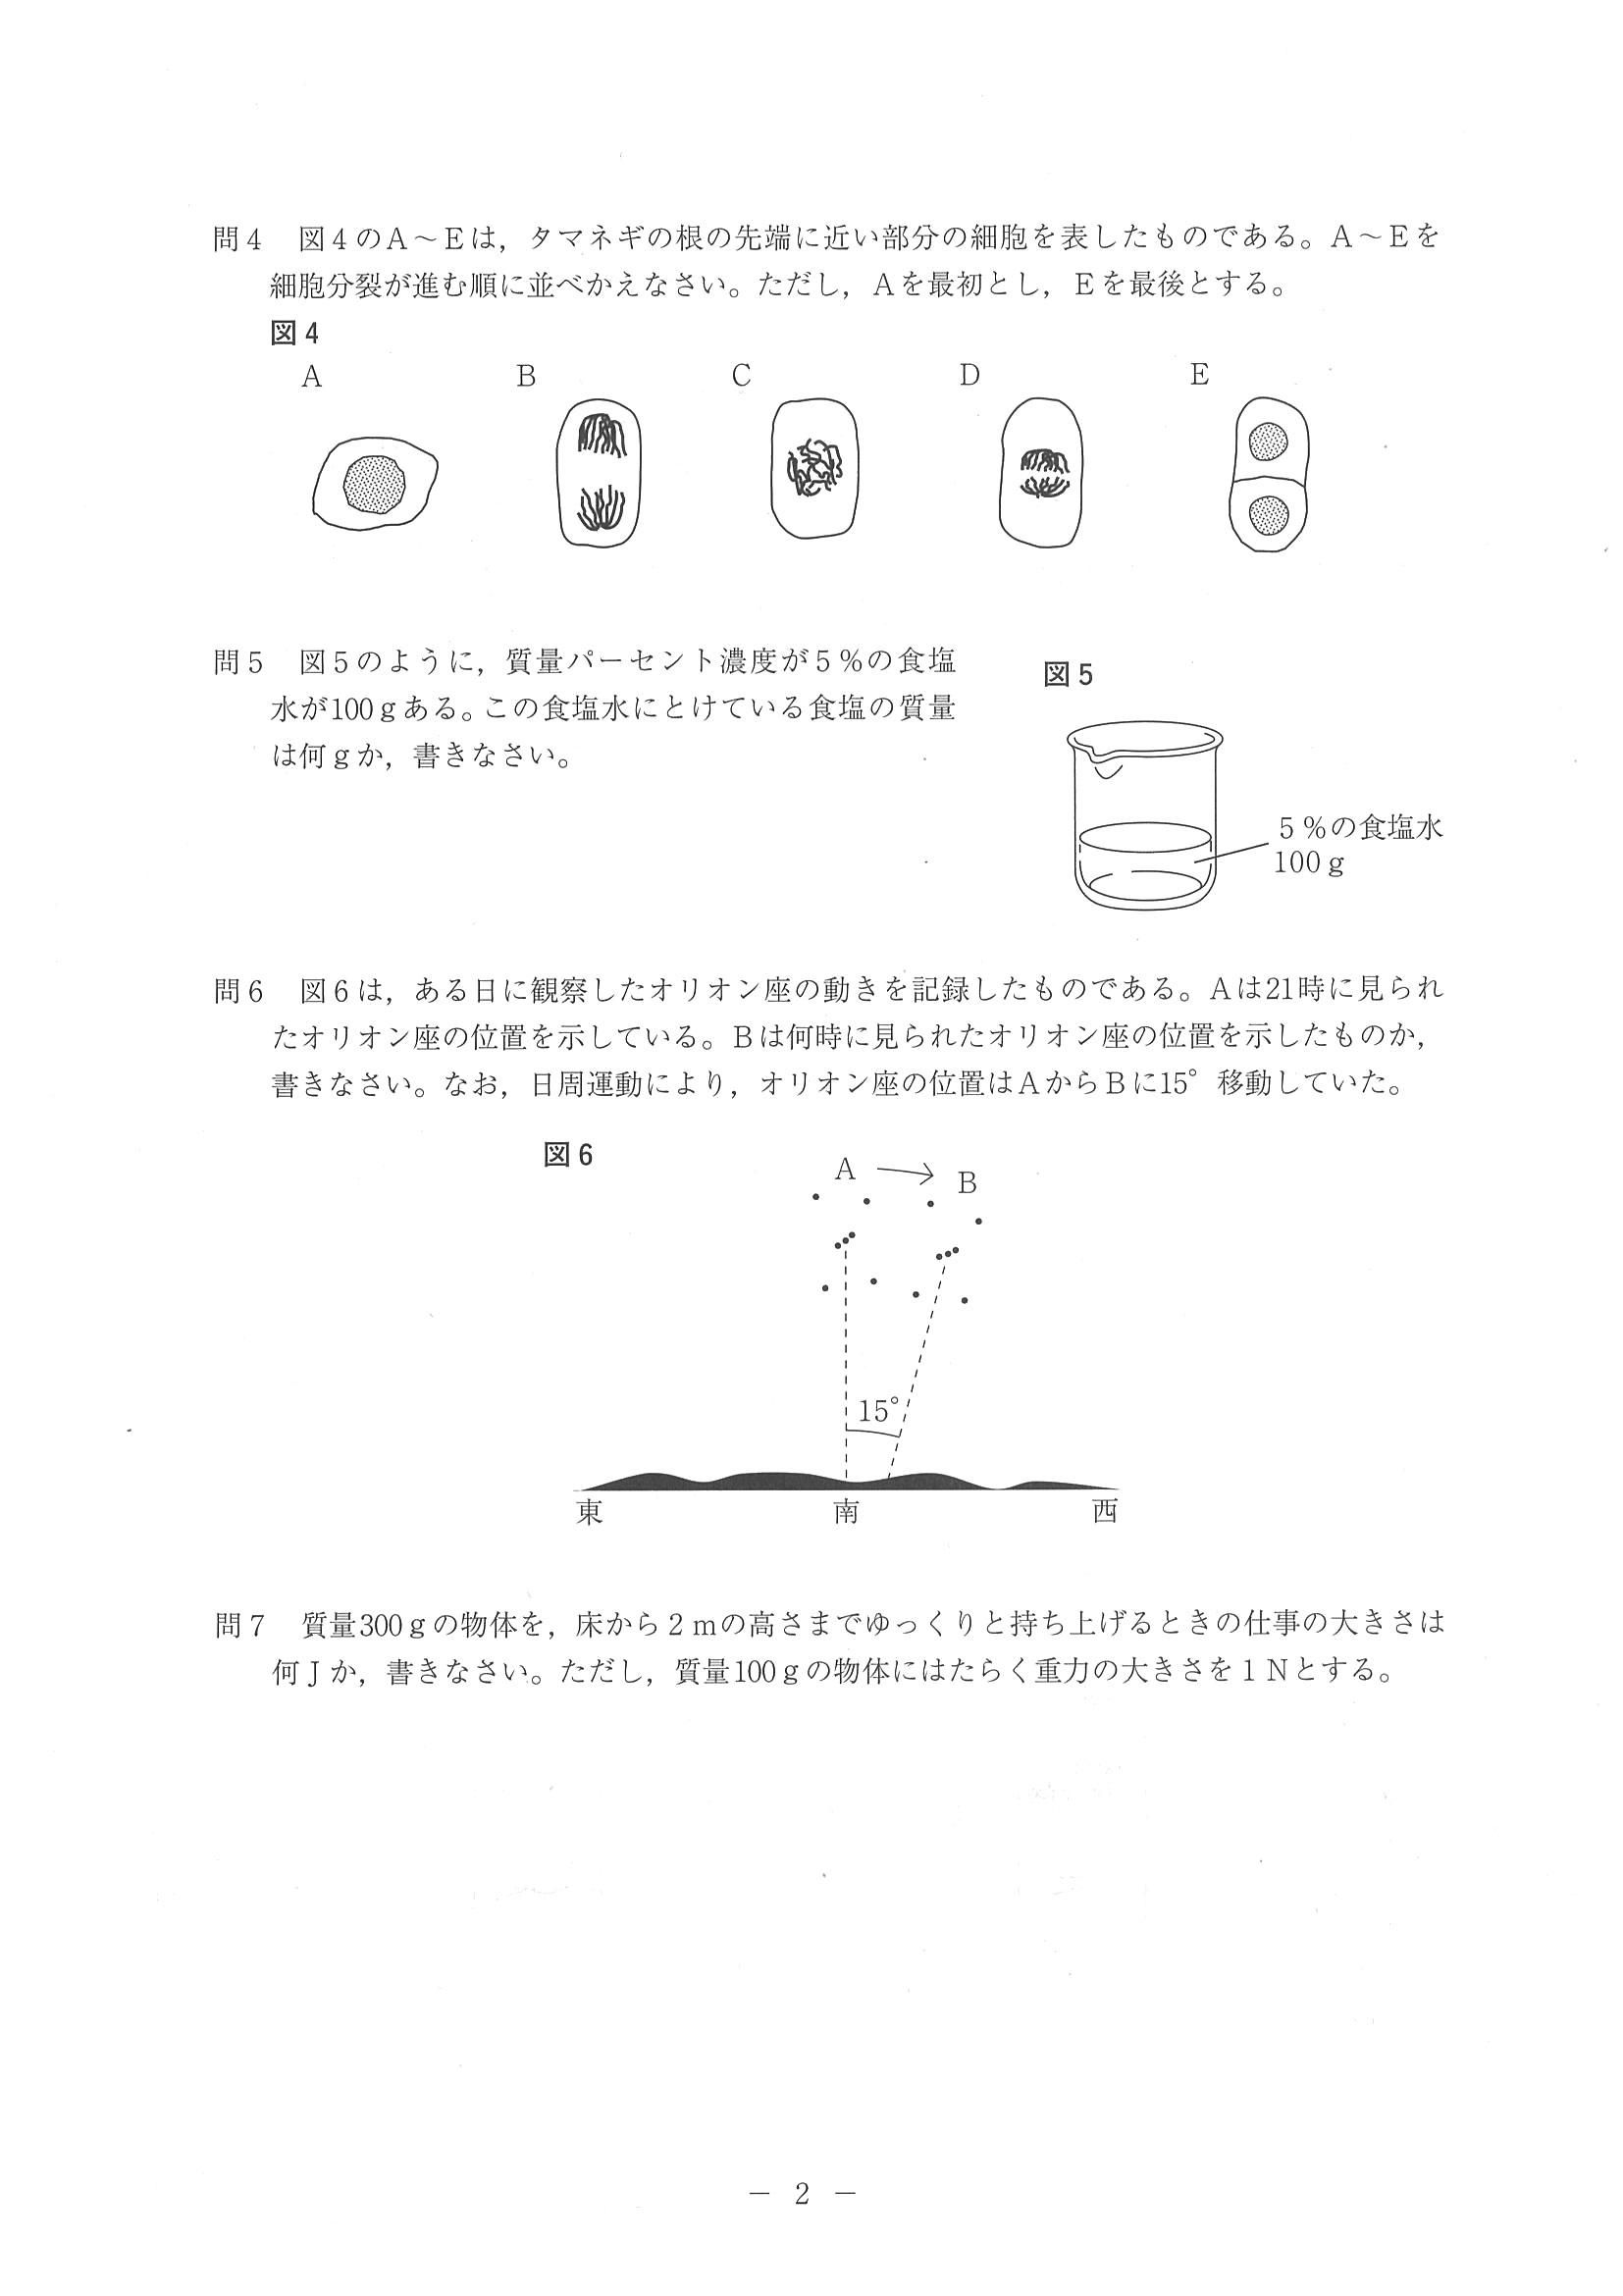 問4　図4のA～Eは，タマネギの根の先端に近い部分の細胞を表したものである。A～Eを
細胞分裂が進む順に並べかえなさい。ただし，Aを最初とし，Eを最後とする。
図4
A　B　C　D　E
問5　図5のように，質量パーセント濃度が5％の食塩
水が100gある。この食塩水にとけている食塩の質量
は何gか，書きなさい。
図5
5％の食塩水
100g
問6　図6は，ある日に観察したオリオン座の動きを記録したものである。Aは21時に見られ
たオリオン座の位置を示している。Bは何時に見られたオリオン座の位置を示したものか，
書きなさい。なお，日周運動により，オリオン座の位置はAからBに15°移動していた。
図6
A　B
15°
東　南　西
問7　質量300gの物体を，床から2mの高さまでゆっくりと持ち上げるときの仕事の大きさは
何Jか，書きなさい。ただし，質量100gの物体にはたらく重力の大きさを1Nとする。
－ 2 －